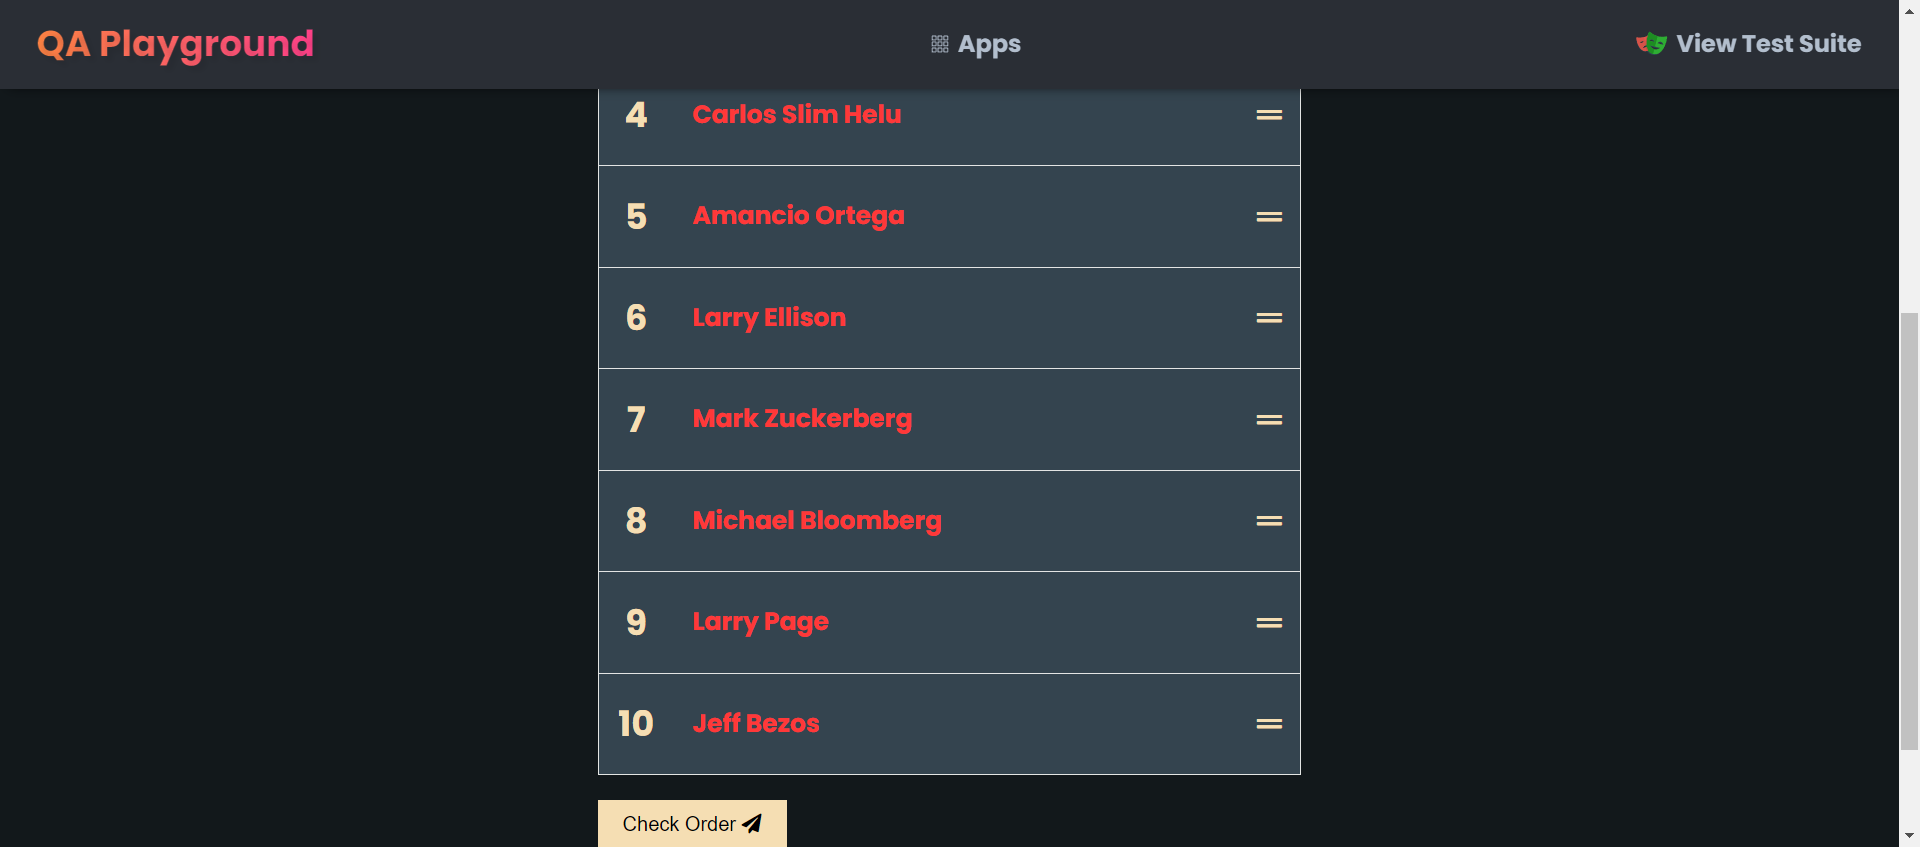 QA Playground
Apps
View Test Suite
4 Carlos Slim Helu
5 Amancio Ortega
6 Larry Ellison
7 Mark Zuckerberg
8 Michael Bloomberg
9 Larry Page
10 Jeff Bezos
Check Order